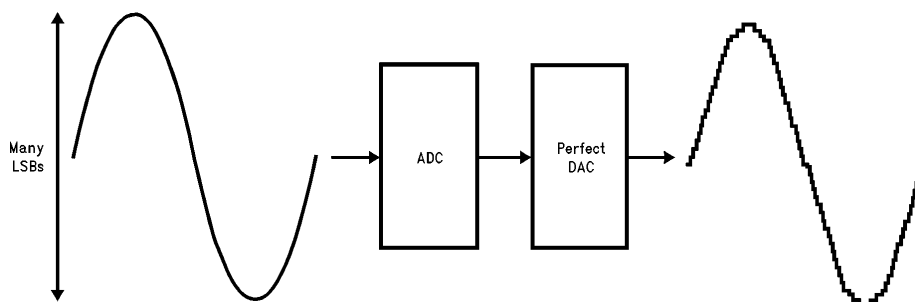 Many
LSBs
ADC
Perfect
DAC